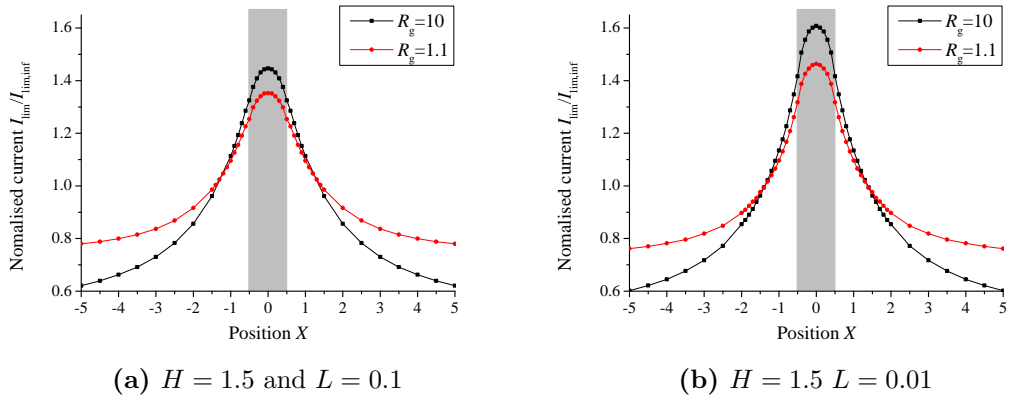 R_g=10
R_g=1.1
1.6
1.4
1.2
1.0
0.8
0.6
Nomalised current I_lim/I_lim,inf
-5 -4 -3 -2 -1 0 1 2 3 4 5
Position X
(a) H = 1.5 and L = 0.1
R_g=10
R_g=1.1
1.6
1.4
1.2
1.0
0.8
0.6
Nomalised current I_lim/I_lim,inf
-5 -4 -3 -2 -1 0 1 2 3 4 5
Position X
(b) H = 1.5 L = 0.01